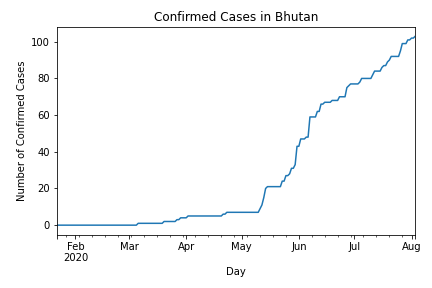 Confirmed Cases in Bhutan
Number of Confirmed Cases
100
80
60
40
20
0
Feb Mar Apr May Jun Jul Aug
2020
Day